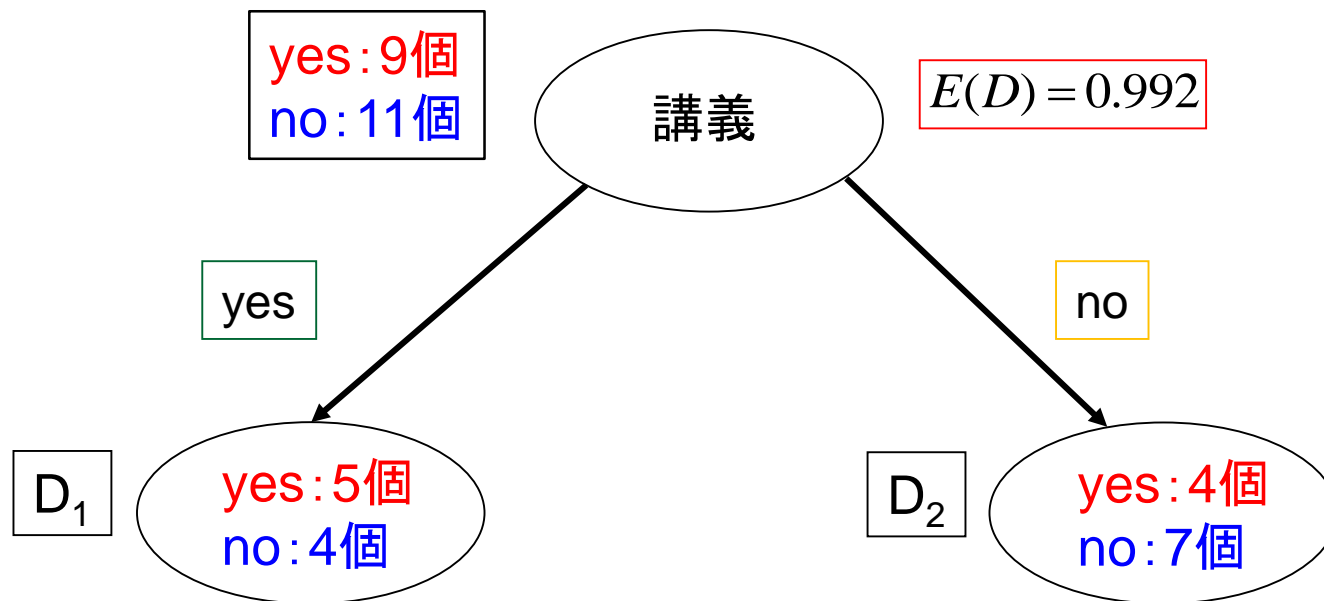 yes:9個
no:11個
講義
E(D) = 0.992
yes
no
D₁
yes:5個
no:4個
D₂
yes:4個
no:7個